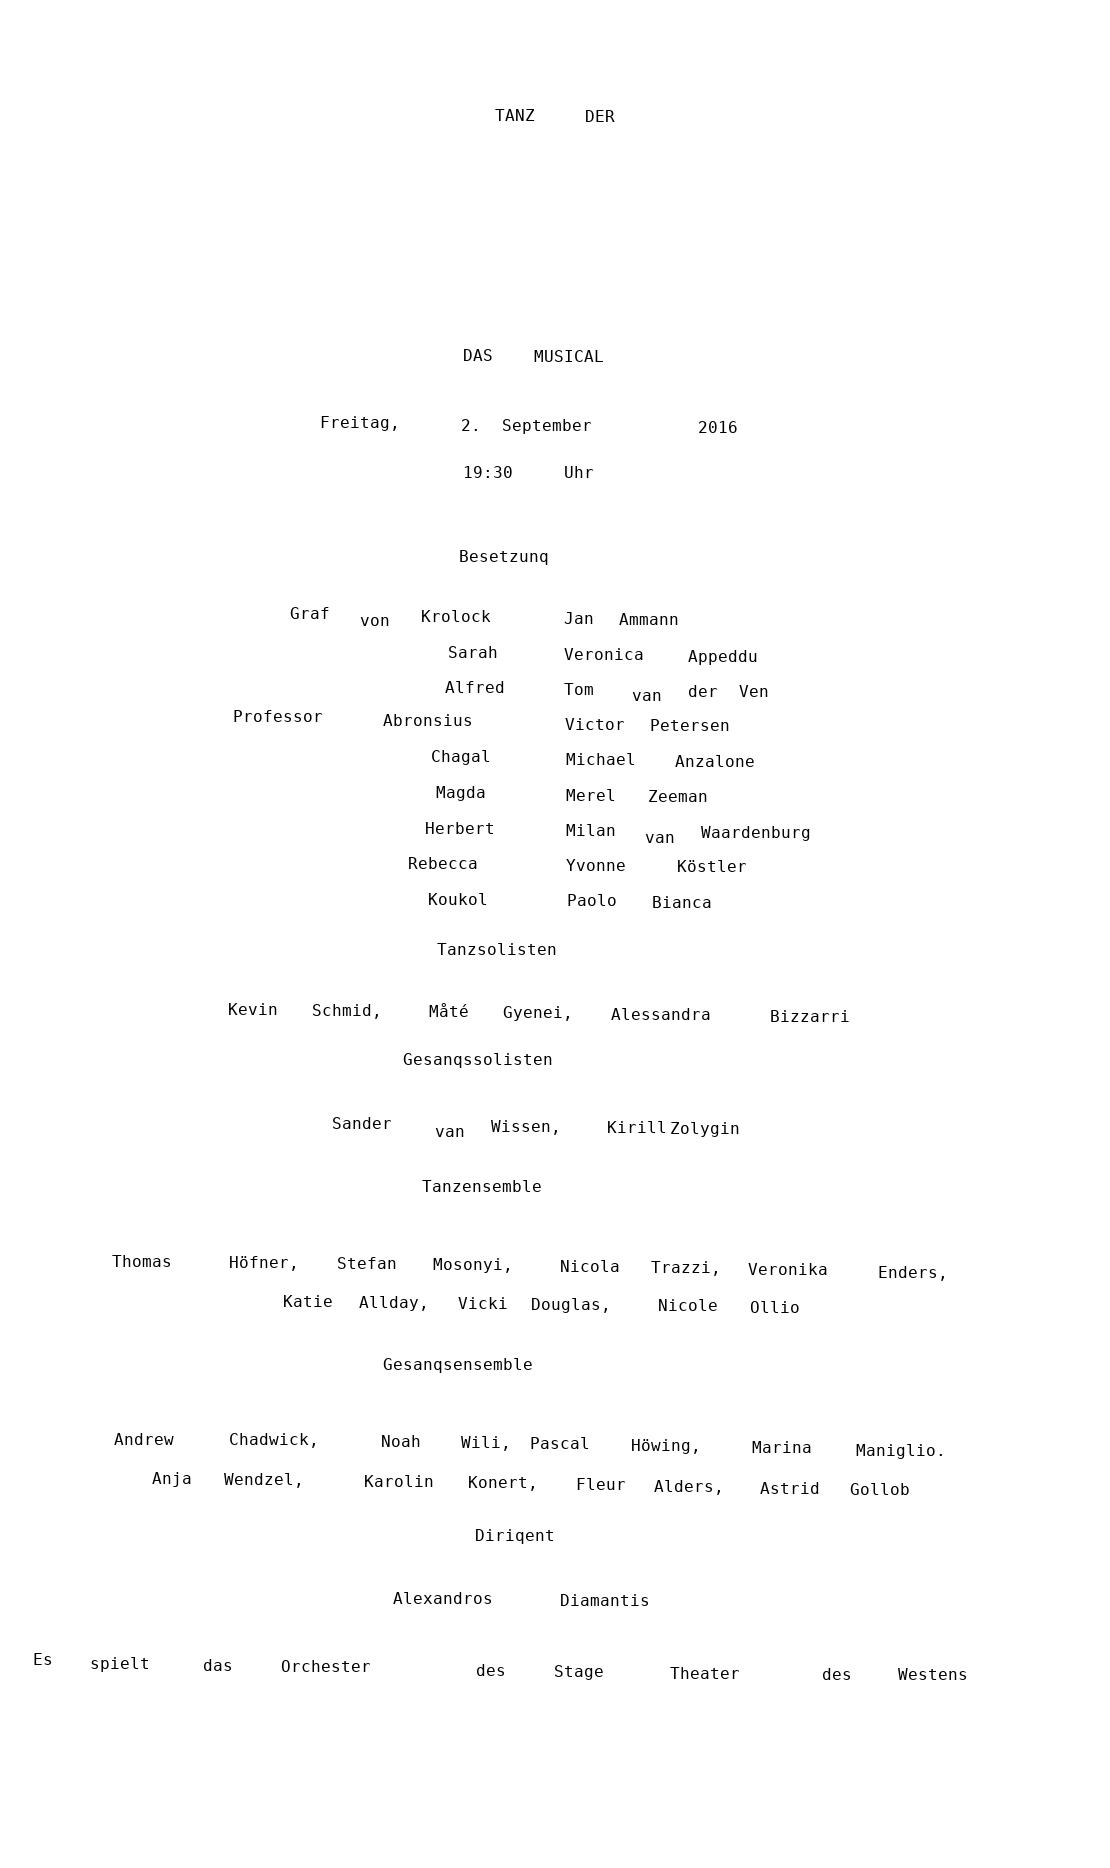 TANZ DER
DAS MUSICAL
Freitag, 2. September 2016
19:30 Uhr
Besetzunq
Graf von Krolock Jan Ammann
Sarah Veronica Appeddu
Alfred Tom van der Ven
Professor Abronsius Victor Petersen
Chagal Michael Anzalone
Magda Merel Zeeman
Herbert Milan van Waardenburg
Rebecca Yvonne Köstler
Koukol Paolo Bianca
Tanzsolisten
Kevin Schmid, Måté Gyenei, Alessandra Bizzarri
Gesanqssolisten
Sander van Wissen, Kirill Zolygin
Tanzensemble
Thomas Höfner, Stefan Mosonyi, Nicola Trazzi, Veronika Enders,
Katie Allday, Vicki Douglas, Nicole Ollio
Gesanqsensemble
Andrew Chadwick, Noah Wili, Pascal Höwing, Marina Maniglio.
Anja Wendzel, Karolin Konert, Fleur Alders, Astrid Gollob
Diriqent
Alexandros Diamantis
Es spielt das Orchester des Stage Theater des Westens